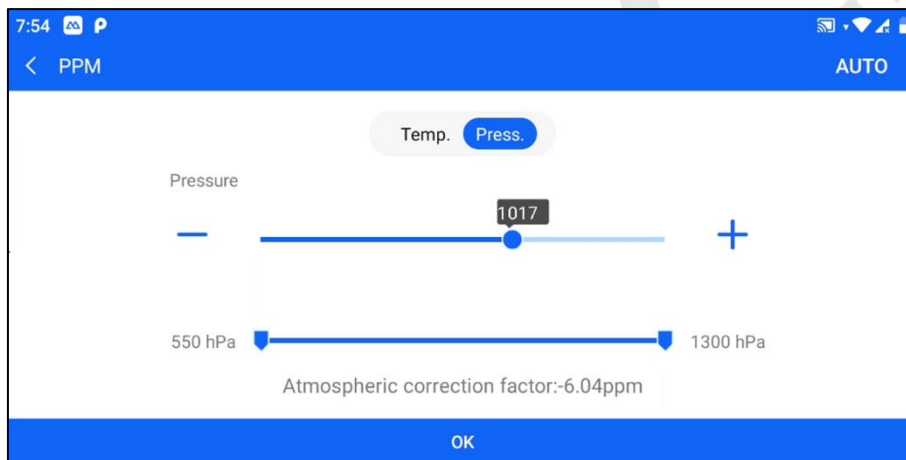 7:54
PPM
AUTO
Temp. Press.
Pressure
1017
550 hPa 1300 hPa
Atmospheric correction factor:-6.04ppm
OK